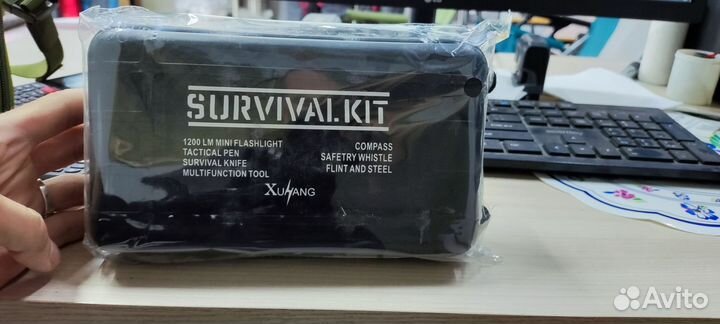 SURVIVAL KIT
1200 LM MINI FLASHLIGHT
TACTICAL PEN
SURVIVAL KNIFE
MULTIFUNCTION TOOL
COMPASS
SAFETRY WHISTLE
FLINT AND STEEL
Avito